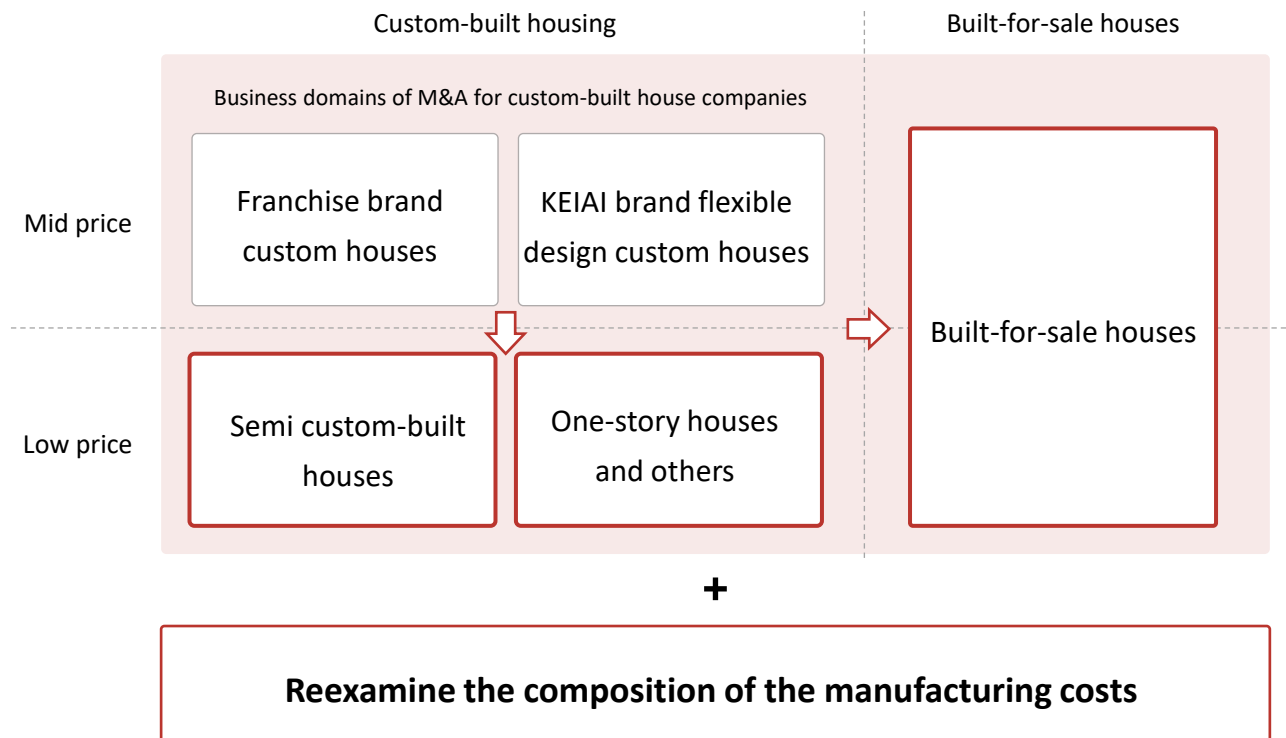 Custom-built housing
Built-for-sale houses
Business domains of M&A for custom-built house companies
Mid price
Franchise brand
custom houses
KEIAI brand flexible
design custom houses
Built-for-sale houses
Low price
Semi custom-built
houses
One-story houses
and others
+
Reexamine the composition of the manufacturing costs